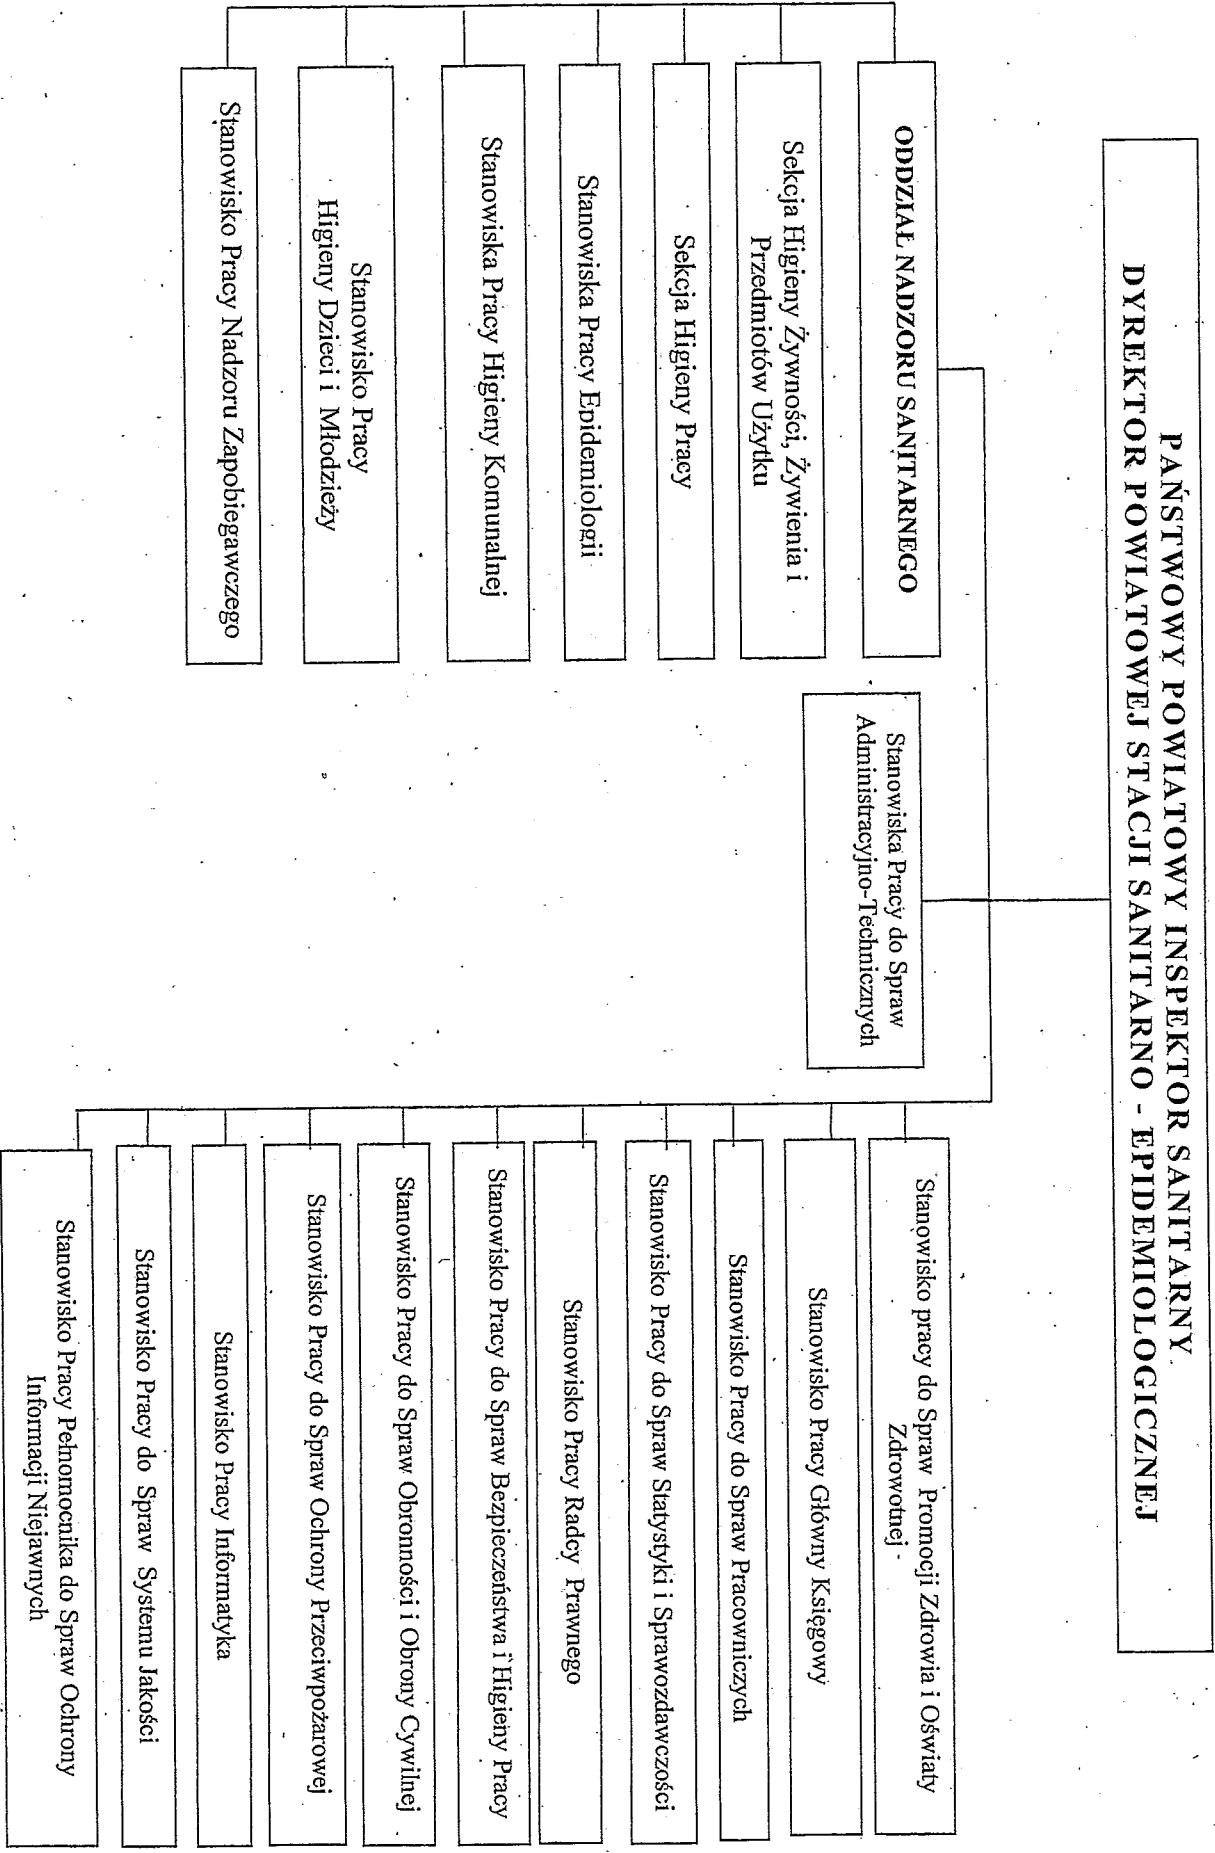 PAŃSTWOWY POWIATOWY INSPEKTOR SANITARNY
DYREKTOR POWIATOWEJ STACJI SANITARNO - EPIDEMIOLOGICZNEJ
ODDZIAŁ NADZORU SANITARNEGO
Sekcja Higieny Żywności, Żywienia i
Przedmiotów Użytku
Sekcja Higieny Pracy
Stanowiska Pracy Epidemiologii
Stanowiska Pracy Higieny Komunalnej
Stanowisko Pracy
Higieny Dzieci i Młodzieży
Stanowisko Pracy Nadzoru Zapobiegawczego
Stanowiska Pracy do Spraw
Administracyjno-Technicznych
Stanowisko pracy do Spraw Promocji Zdrowia i Oświaty
Zdrowotnej
Stanowisko Pracy Główny Księgowy
Stanowisko Pracy do Spraw Pracowniczych
Stanowisko Pracy do Spraw Statystyki i Sprawozdawczości
Stanowisko Pracy Radcy Prawnego
Stanowisko Pracy do Spraw Bezpieczeństwa i Higieny Pracy
Stanowisko Pracy do Spraw Obronności i Obrony Cywilnej
Stanowisko Pracy do Spraw Ochrony Przeciwpożarowej
Stanowisko Pracy Informatyka
Stanowisko Pracy do Spraw Systemu Jakości
Stanowisko Pracy Pełnomocnika do Spraw Ochrony
Informacji Niejawnych